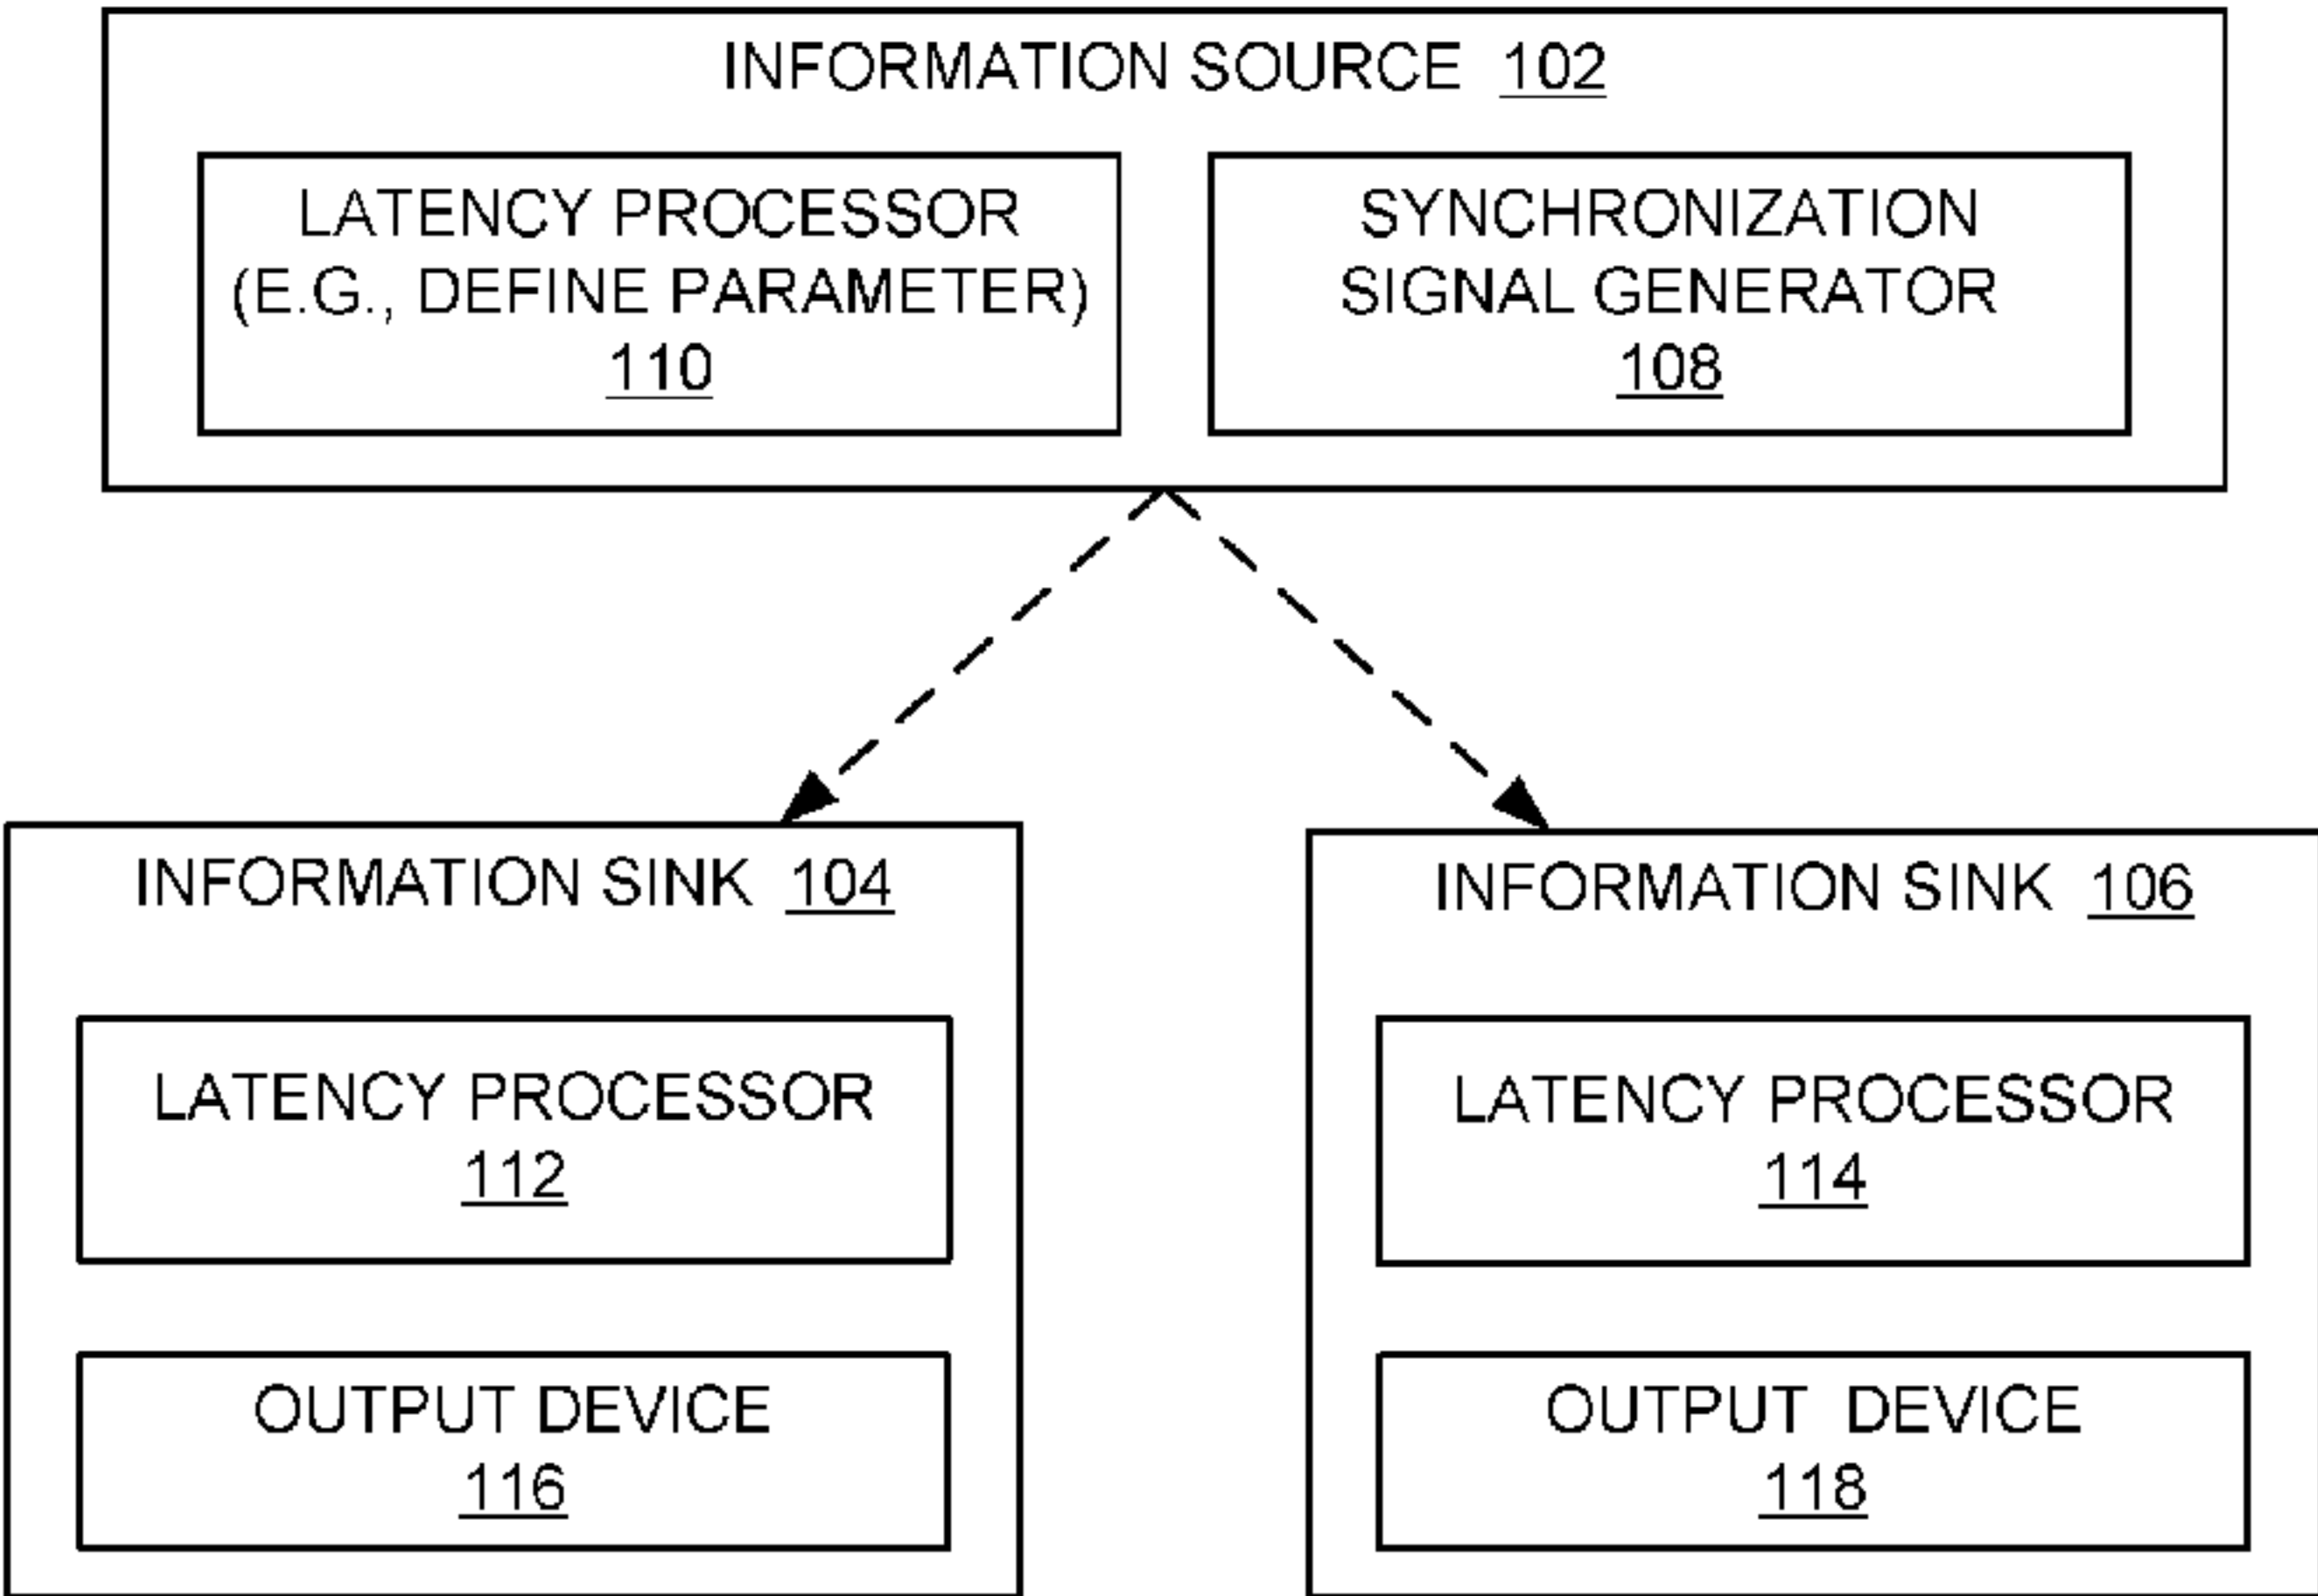 INFORMATION SOURCE 102
LATENCY PROCESSOR
(E.G., DEFINE PARAMETER)
110
SYNCHRONIZATION
SIGNAL GENERATOR
108
INFORMATION SINK 104
LATENCY PROCESSOR
112
OUTPUT DEVICE
116
INFORMATION SINK 106
LATENCY PROCESSOR
114
OUTPUT DEVICE
118